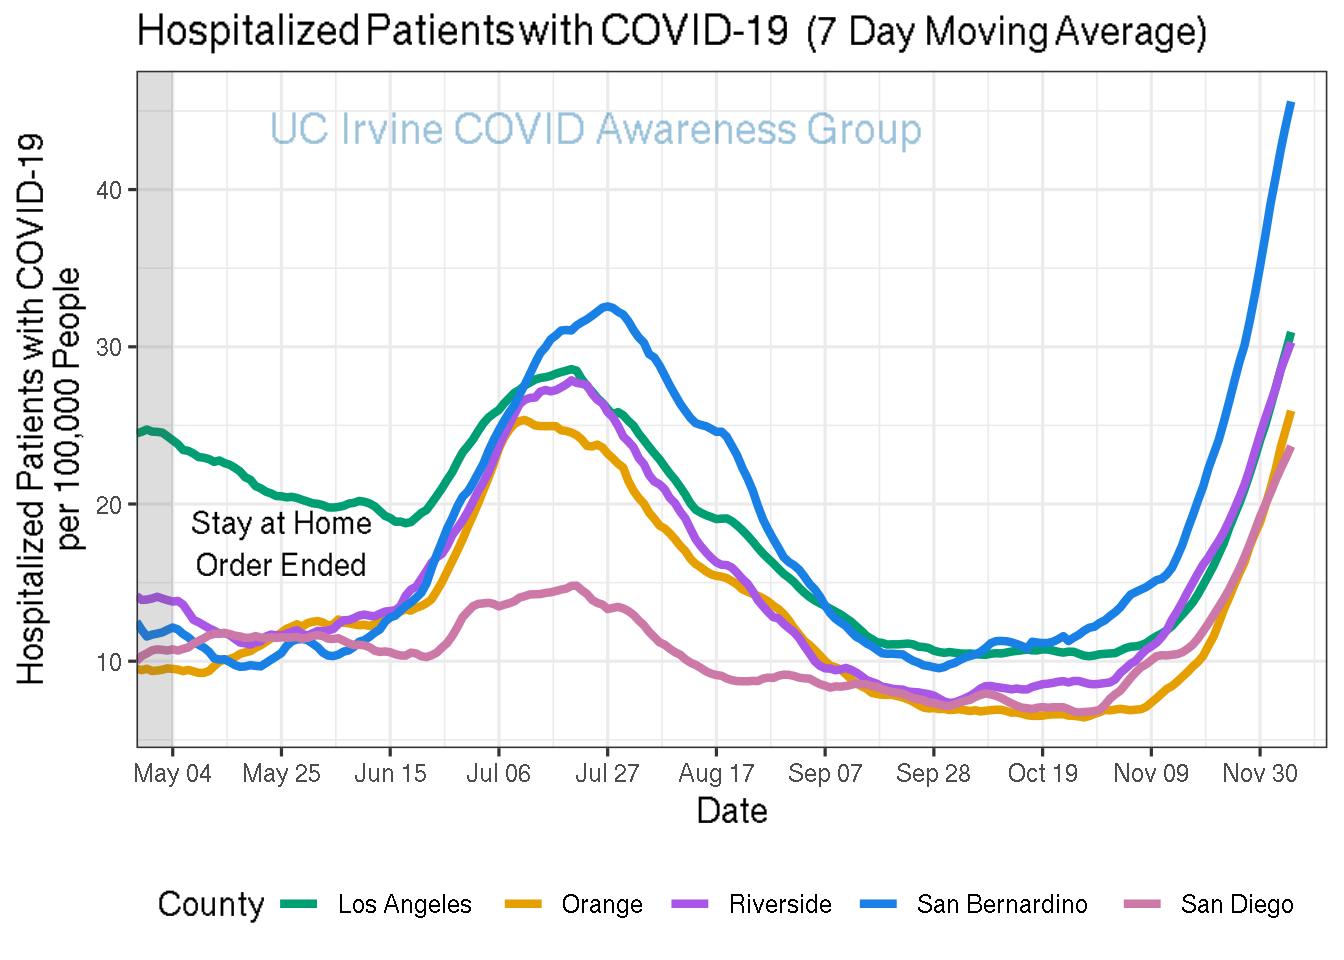 Hospitalized Patients with COVID-19 (7 Day Moving Average)
UC Irvine COVID Awareness Group
Hospitalized Patients with COVID-19
per 100,000 People
40
30
20
10
Stay at Home
Order Ended
May 04 May 25 Jun 15 Jul 06 Jul 27 Aug 17 Sep 07 Sep 28 Oct 19 Nov 09 Nov 30
Date
County Los Angeles Orange Riverside San Bernardino San Diego